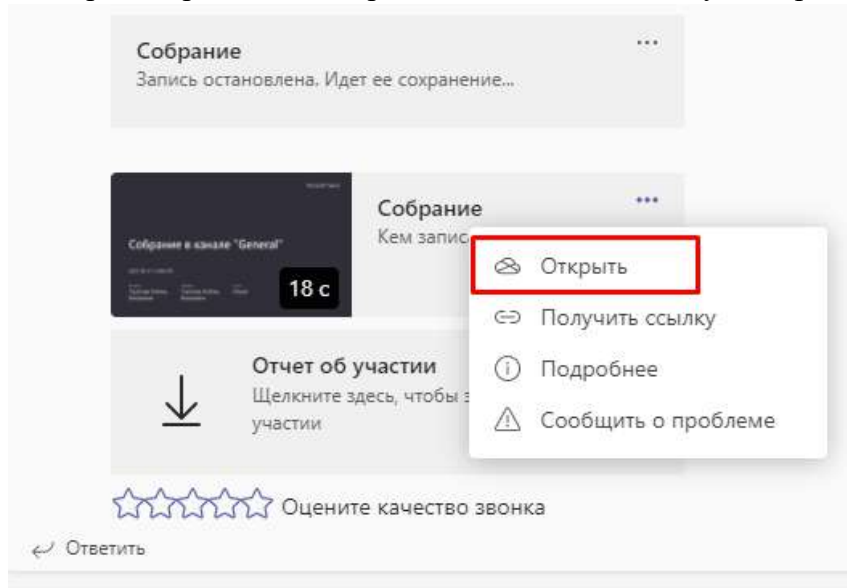 Собрание
Запись остановлена. Идет ее сохранение...
Собрание в канале "General"
18 с
Собрание
Кем запис
Открыть
Получить ссылку
Подробнее
Сообщить о проблеме
Отчет об участии
Щелкните здесь, чтобы
участии
Оцените качество звонка
Ответить